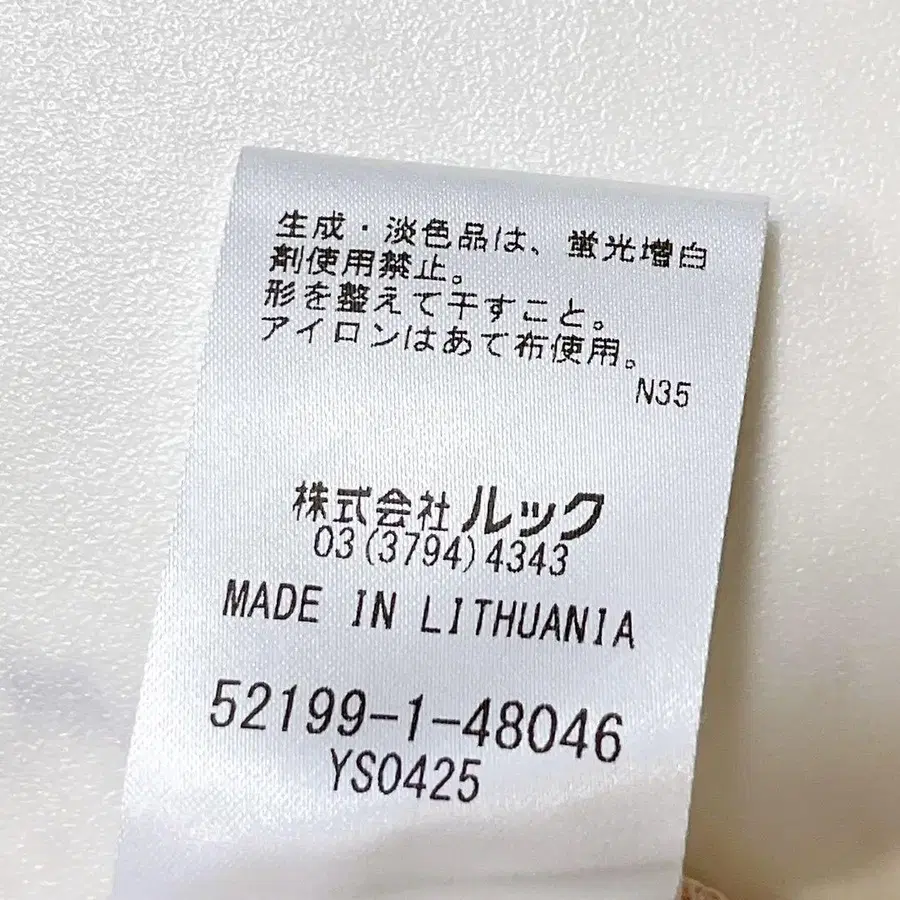 生成・淡色品は、蛍光増白
剤使用禁止。
形を整えて干すこと。
アイロンはあて布使用。
N35
株式会社 ルック
03(3794)4343
MADE IN LITHUANIA
52199-1-48046
YS0425